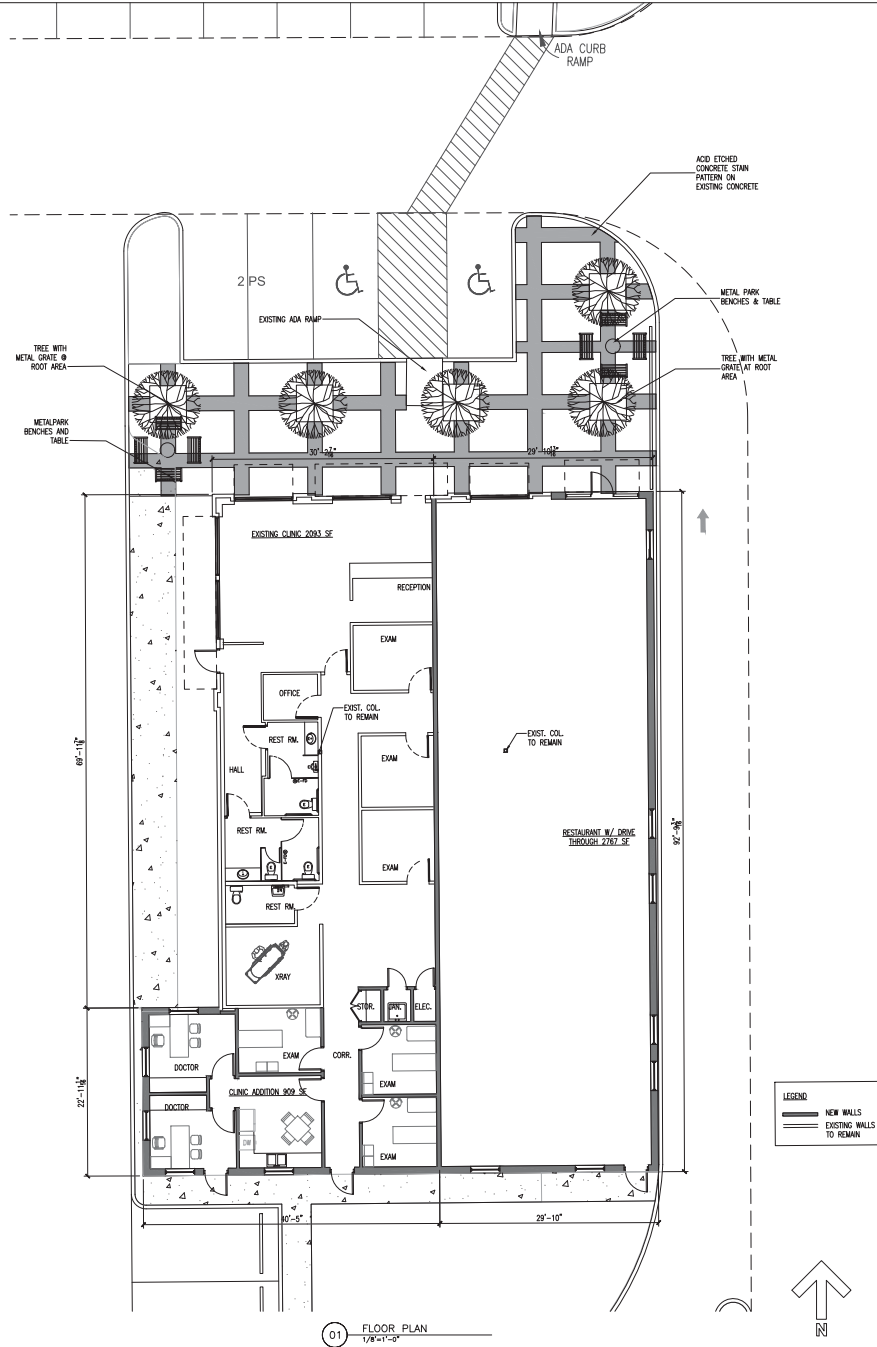 ADA CURB
RAMP
ACID ETCHED
CONCRETE STAIN
PATTERN ON
EXISTING CONCRETE
2 PS
METAL PARK
BENCHES & TABLE
EXISTING ADA RAMP
TREE WITH
METAL GRATE @
ROOT AREA
TREE WITH METAL
GRATE AT ROOT
AREA
METALPARK
BENCHES AND
TABLE
EXISTING CLINIC 2093 SF
RECEPTION
EXAM
OFFICE
EXIST. COL.
TO REMAIN
REST RM.
EXIST. COL.
TO REMAIN
HALL
EXAM
REST RM.
RESTAURANT W/ DRIVE
THROUGH 2767 SF
EXAM
REST RM.
XRAY
STOR.
JAN.
ELEC.
EXAM
CORR.
DOCTOR
EXAM
CLINIC ADDITION 909 SF
DOCTOR
DW
EXAM
LEGEND
NEW WALLS
EXISTING WALLS
TO REMAIN
40'-5"
29'-10"
01
FLOOR PLAN
1/8"=1'-0"
N